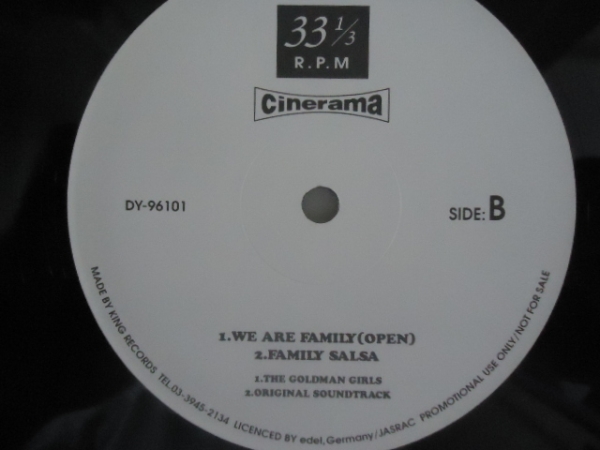 33 1/3
R.P.M
Cinerama
DY-96101
SIDE: B
1.WE ARE FAMILY(OPEN)
2.FAMILY SALSA
1.THE GOLDMAN GIRLS
2.ORIGINAL SOUNDTRACK
MADE BY KING RECORDS TEL.03-3945-2134 LICENCED BY edel, Germany/JASRAC PROMOTIONAL USE ONLY/NOT FOR SALE